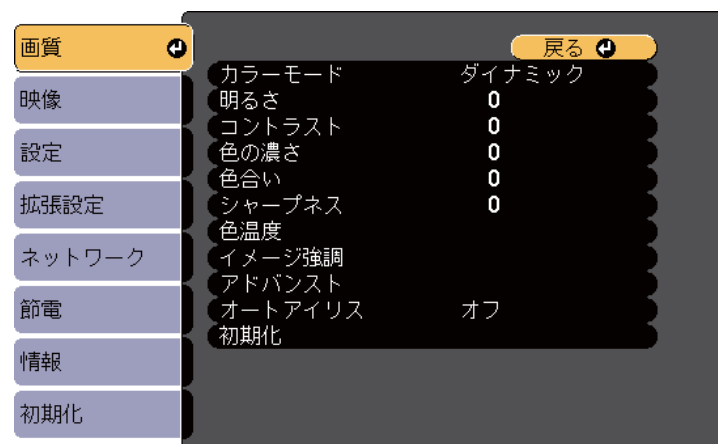 画質
映像
設定
拡張設定
ネットワーク
節電
情報
初期化
戻る
カラーモード ダイナミック
明るさ 0
コントラスト 0
色の濃さ 0
色合い 0
シャープネス 0
色温度
イメージ強調
アドバンスト
オートアイリス オフ
初期化